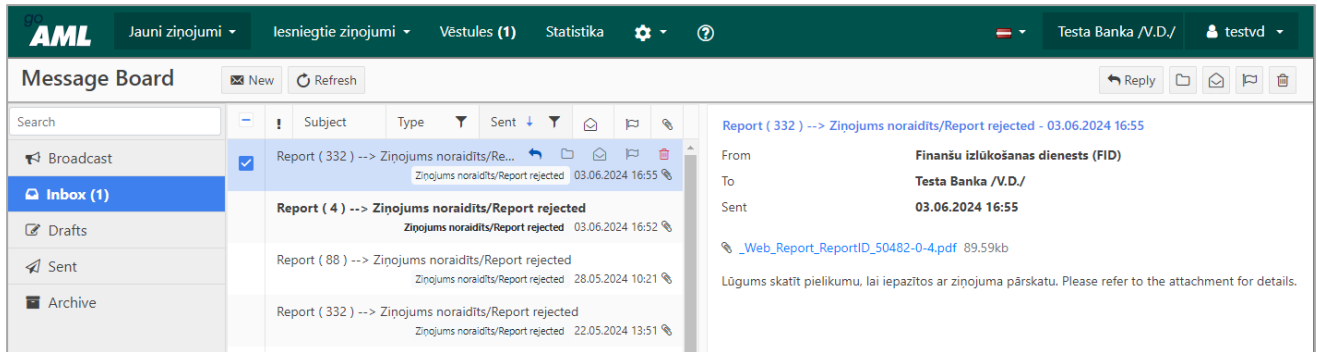 go
AML Jauni ziņojumi Iesniegtie ziņojumi Vēstules (1) Statistika Testa Banka /V.D./ testvd
Message Board New Refresh Reply
Search
Broadcast
Inbox (1)
Drafts
Sent
Archive
! Subject Type Sent ↓
Report ( 332 ) --> Ziņojums noraidīts/Re...
Ziņojums noraidīts/Report rejected 03.06.2024 16:55
Report ( 4 ) --> Ziņojums noraidīts/Report rejected
Ziņojums noraidīts/Report rejected 03.06.2024 16:52
Report ( 88 ) --> Ziņojums noraidīts/Report rejected
Ziņojums noraidīts/Report rejected 28.05.2024 10:21
Report ( 332 ) --> Ziņojums noraidīts/Report rejected
Ziņojums noraidīts/Report rejected 22.05.2024 13:51
Report ( 332 ) --> Ziņojums noraidīts/Report rejected - 03.06.2024 16:55
From Finanšu izlūkošanas dienests (FID)
To Testa Banka /V.D./
Sent 03.06.2024 16:55
_Web_Report_ReportID_50482-0-4.pdf 89.59kb
Lūgums skatīt pielikumu, lai iepazītos ar ziņojuma pārskatu. Please refer to the attachment for details.